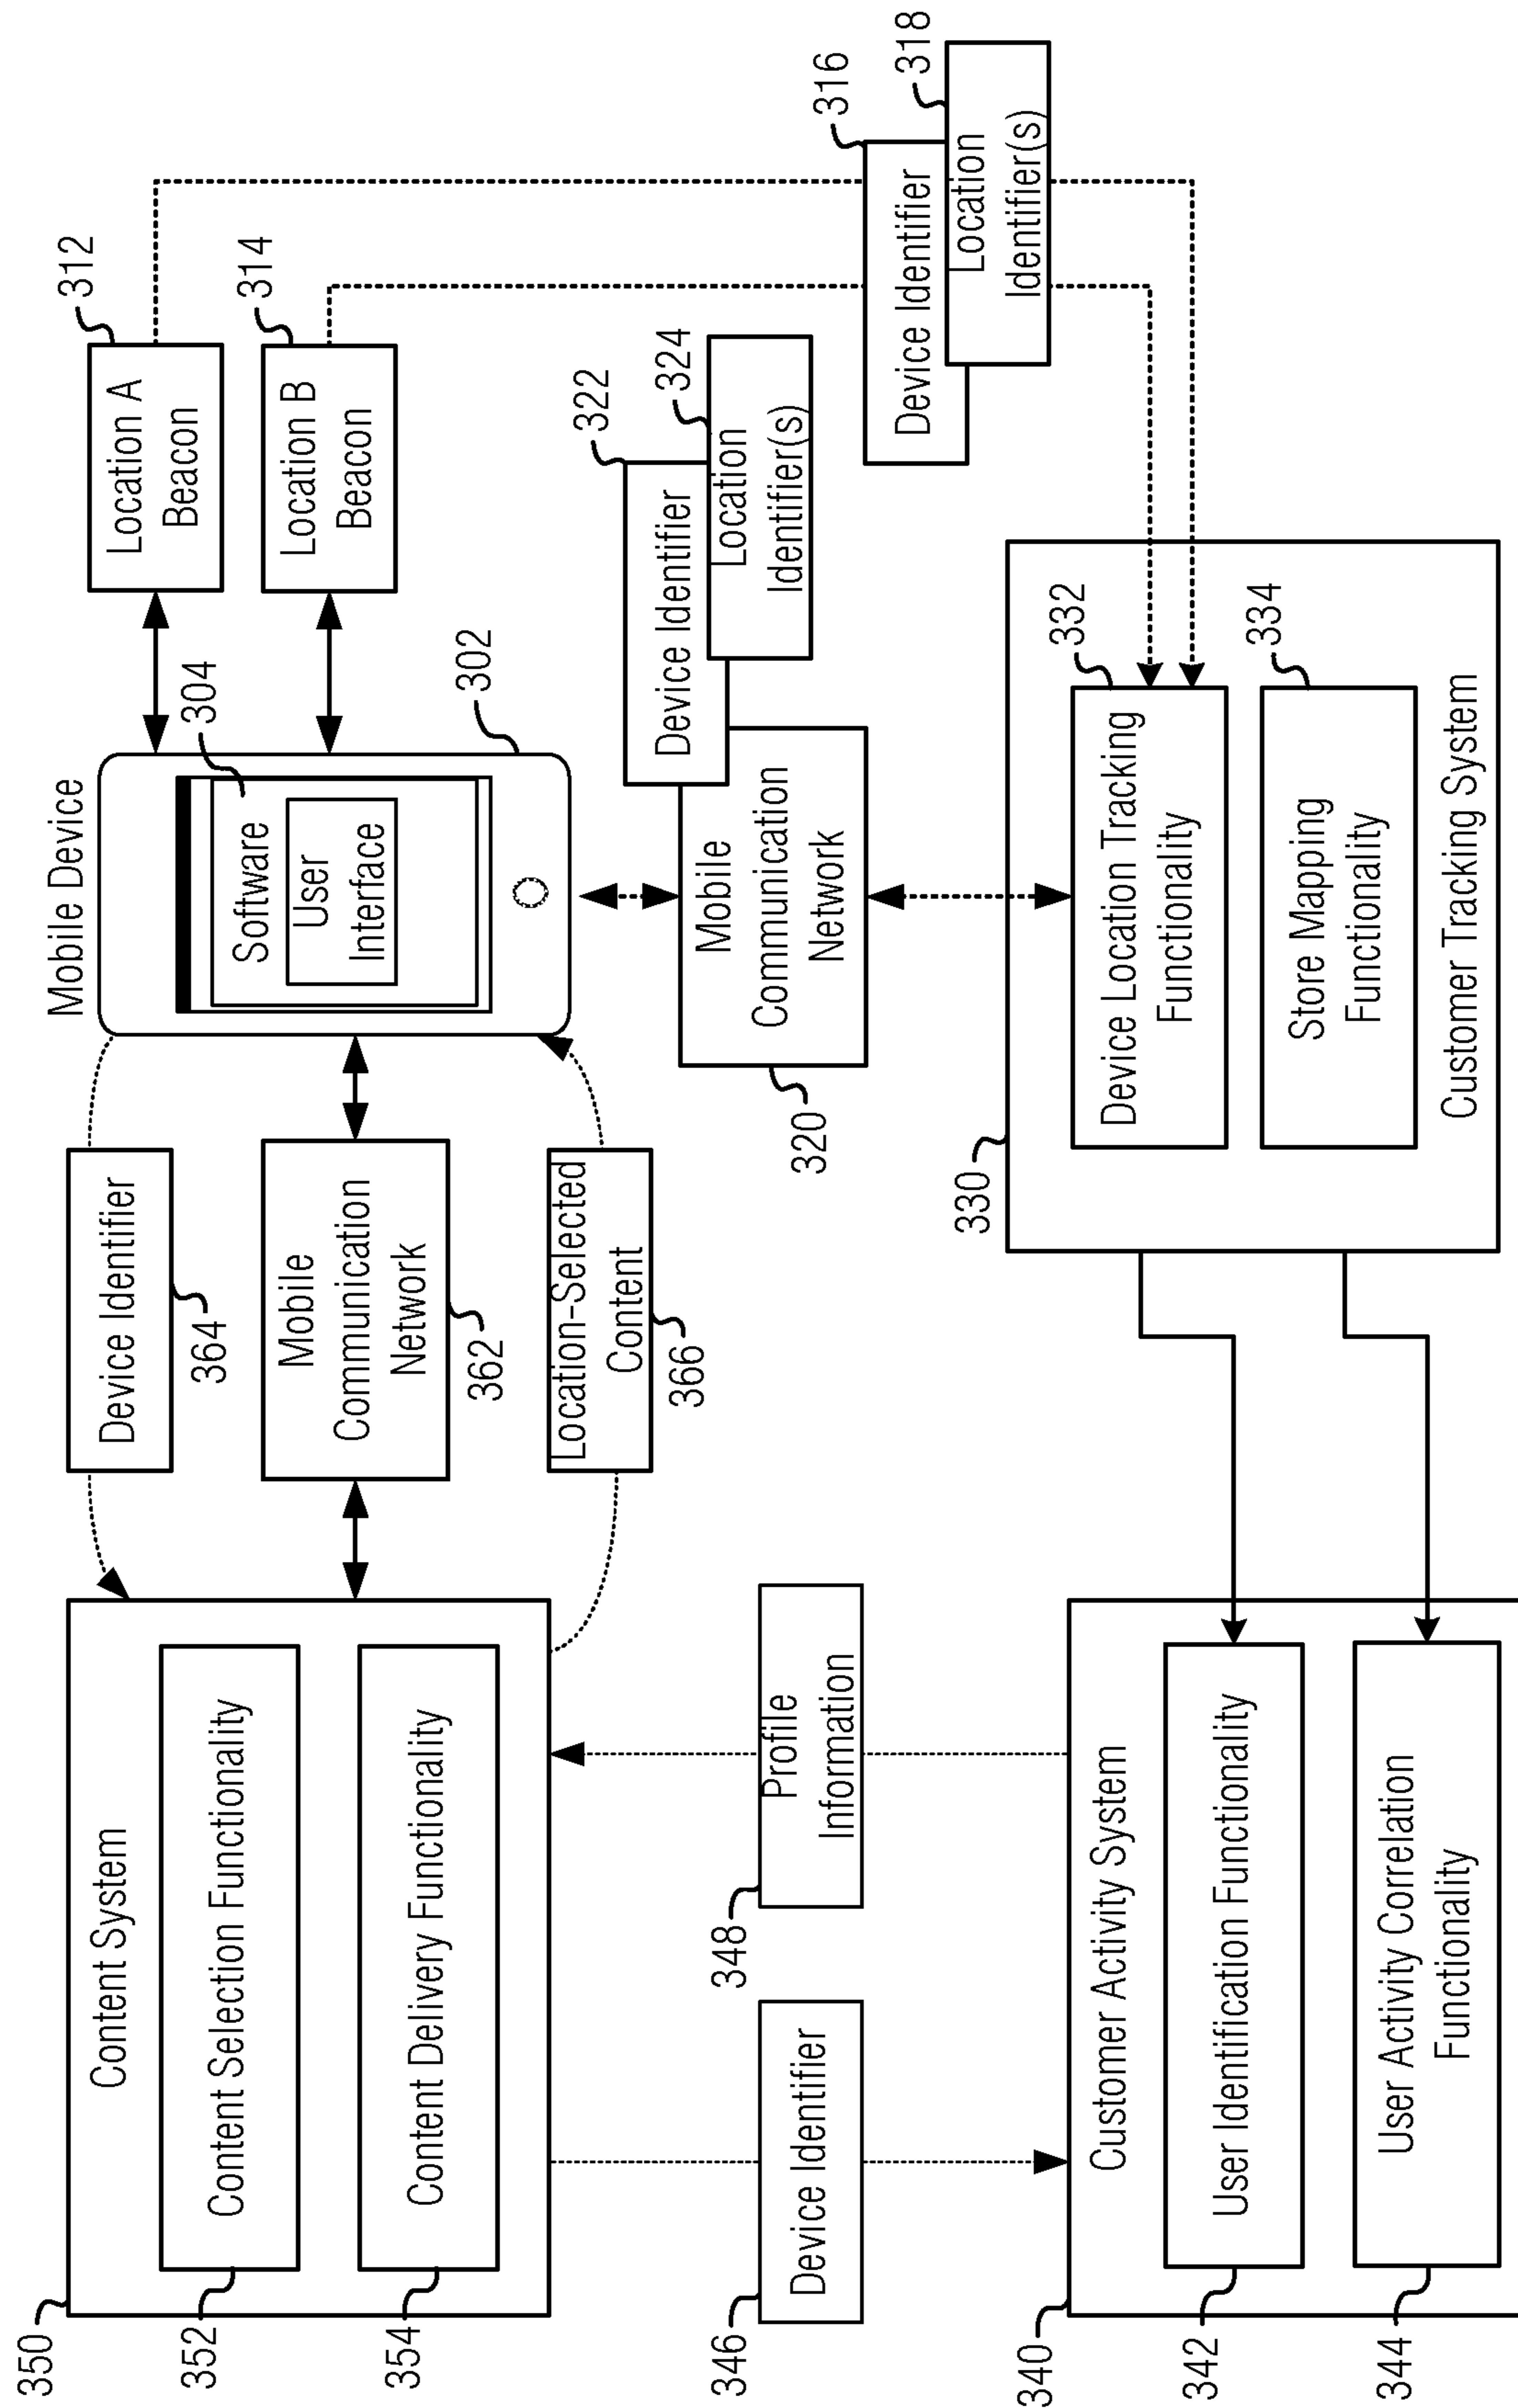 350
Content System
352
Content Selection Functionality
354
Content Delivery Functionality
Device Identifier
364
Mobile
Communication
Network
362
Location-Selected
Content
366
Mobile Device
304
Software
User
Interface
302
Location A
Beacon
312
Location B
Beacon
314
346
Device Identifier
348
Profile
Information
320
Mobile
Communication
Network
Device Identifier
322
Location
Identifier(s)
324
Device Identifier
316
Location
Identifier(s)
318
340
Customer Activity System
342
User Identification Functionality
344
User Activity Correlation
Functionality
330
Device Location Tracking
Functionality
332
Store Mapping
Functionality
334
Customer Tracking System